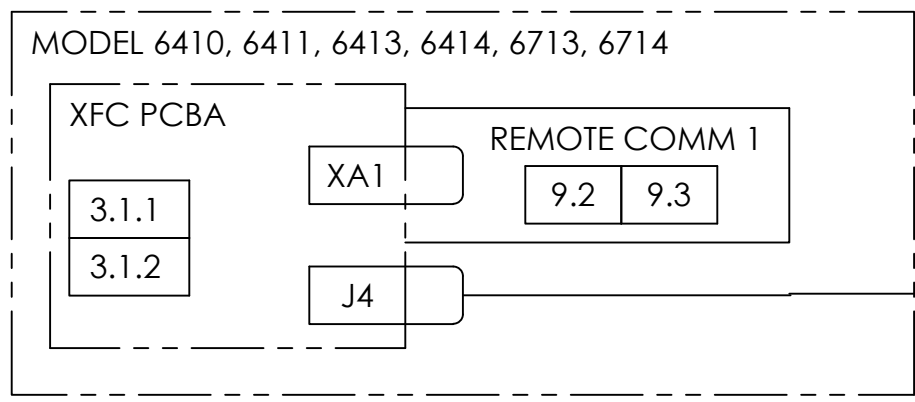 MODEL 6410, 6411, 6413, 6414, 6713, 6714
XFC PCBA
REMOTE COMM 1
XA1
9.2 9.3
3.1.1
3.1.2
J4